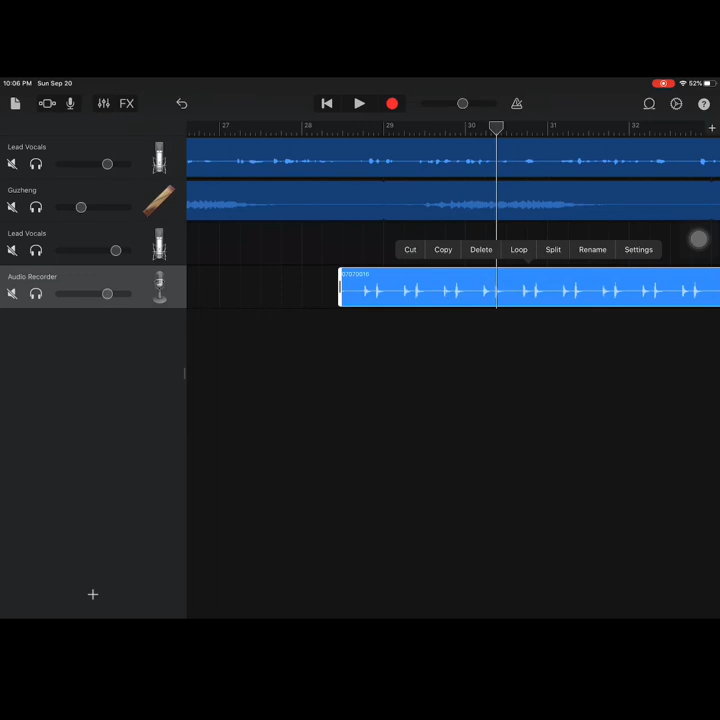 10:06 PM Sun Sep 20
52%
FX
?
27 28 29 30 31 32
Lead Vocals
Guzheng
Lead Vocals
Cut Copy Delete Loop Split Rename Settings
Audio Recorder
07070016